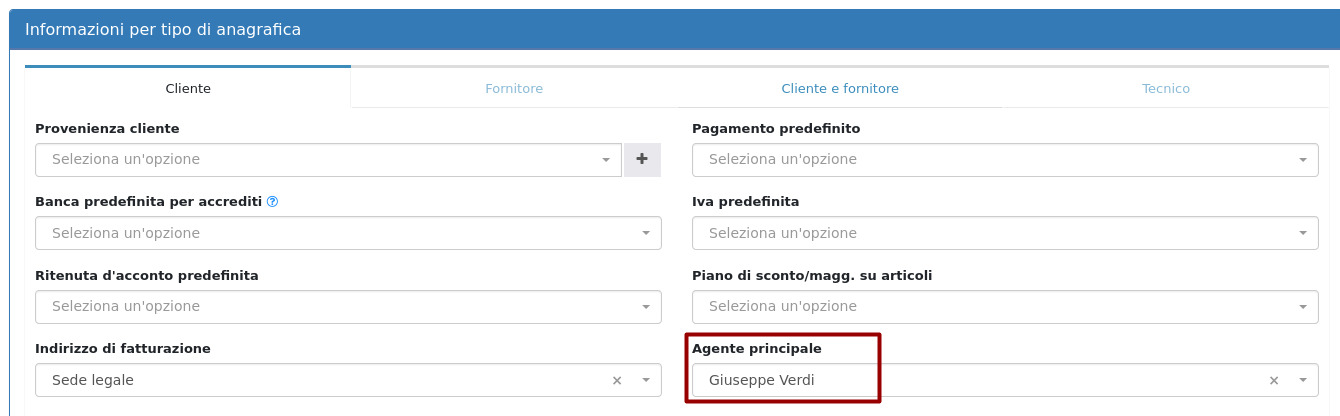 Informazioni per tipo di anagrafica
Cliente
Fornitore
Cliente e fornitore
Tecnico
Provenienza cliente
Pagamento predefinito
Seleziona un'opzione
+
Seleziona un'opzione
Banca predefinita per accrediti ?
Iva predefinita
Seleziona un'opzione
Seleziona un'opzione
Ritenuta d'acconto predefinita
Piano di sconto/magg. su articoli
Seleziona un'opzione
Seleziona un'opzione
Indirizzo di fatturazione
Agente principale
Sede legale ×
Giuseppe Verdi ×